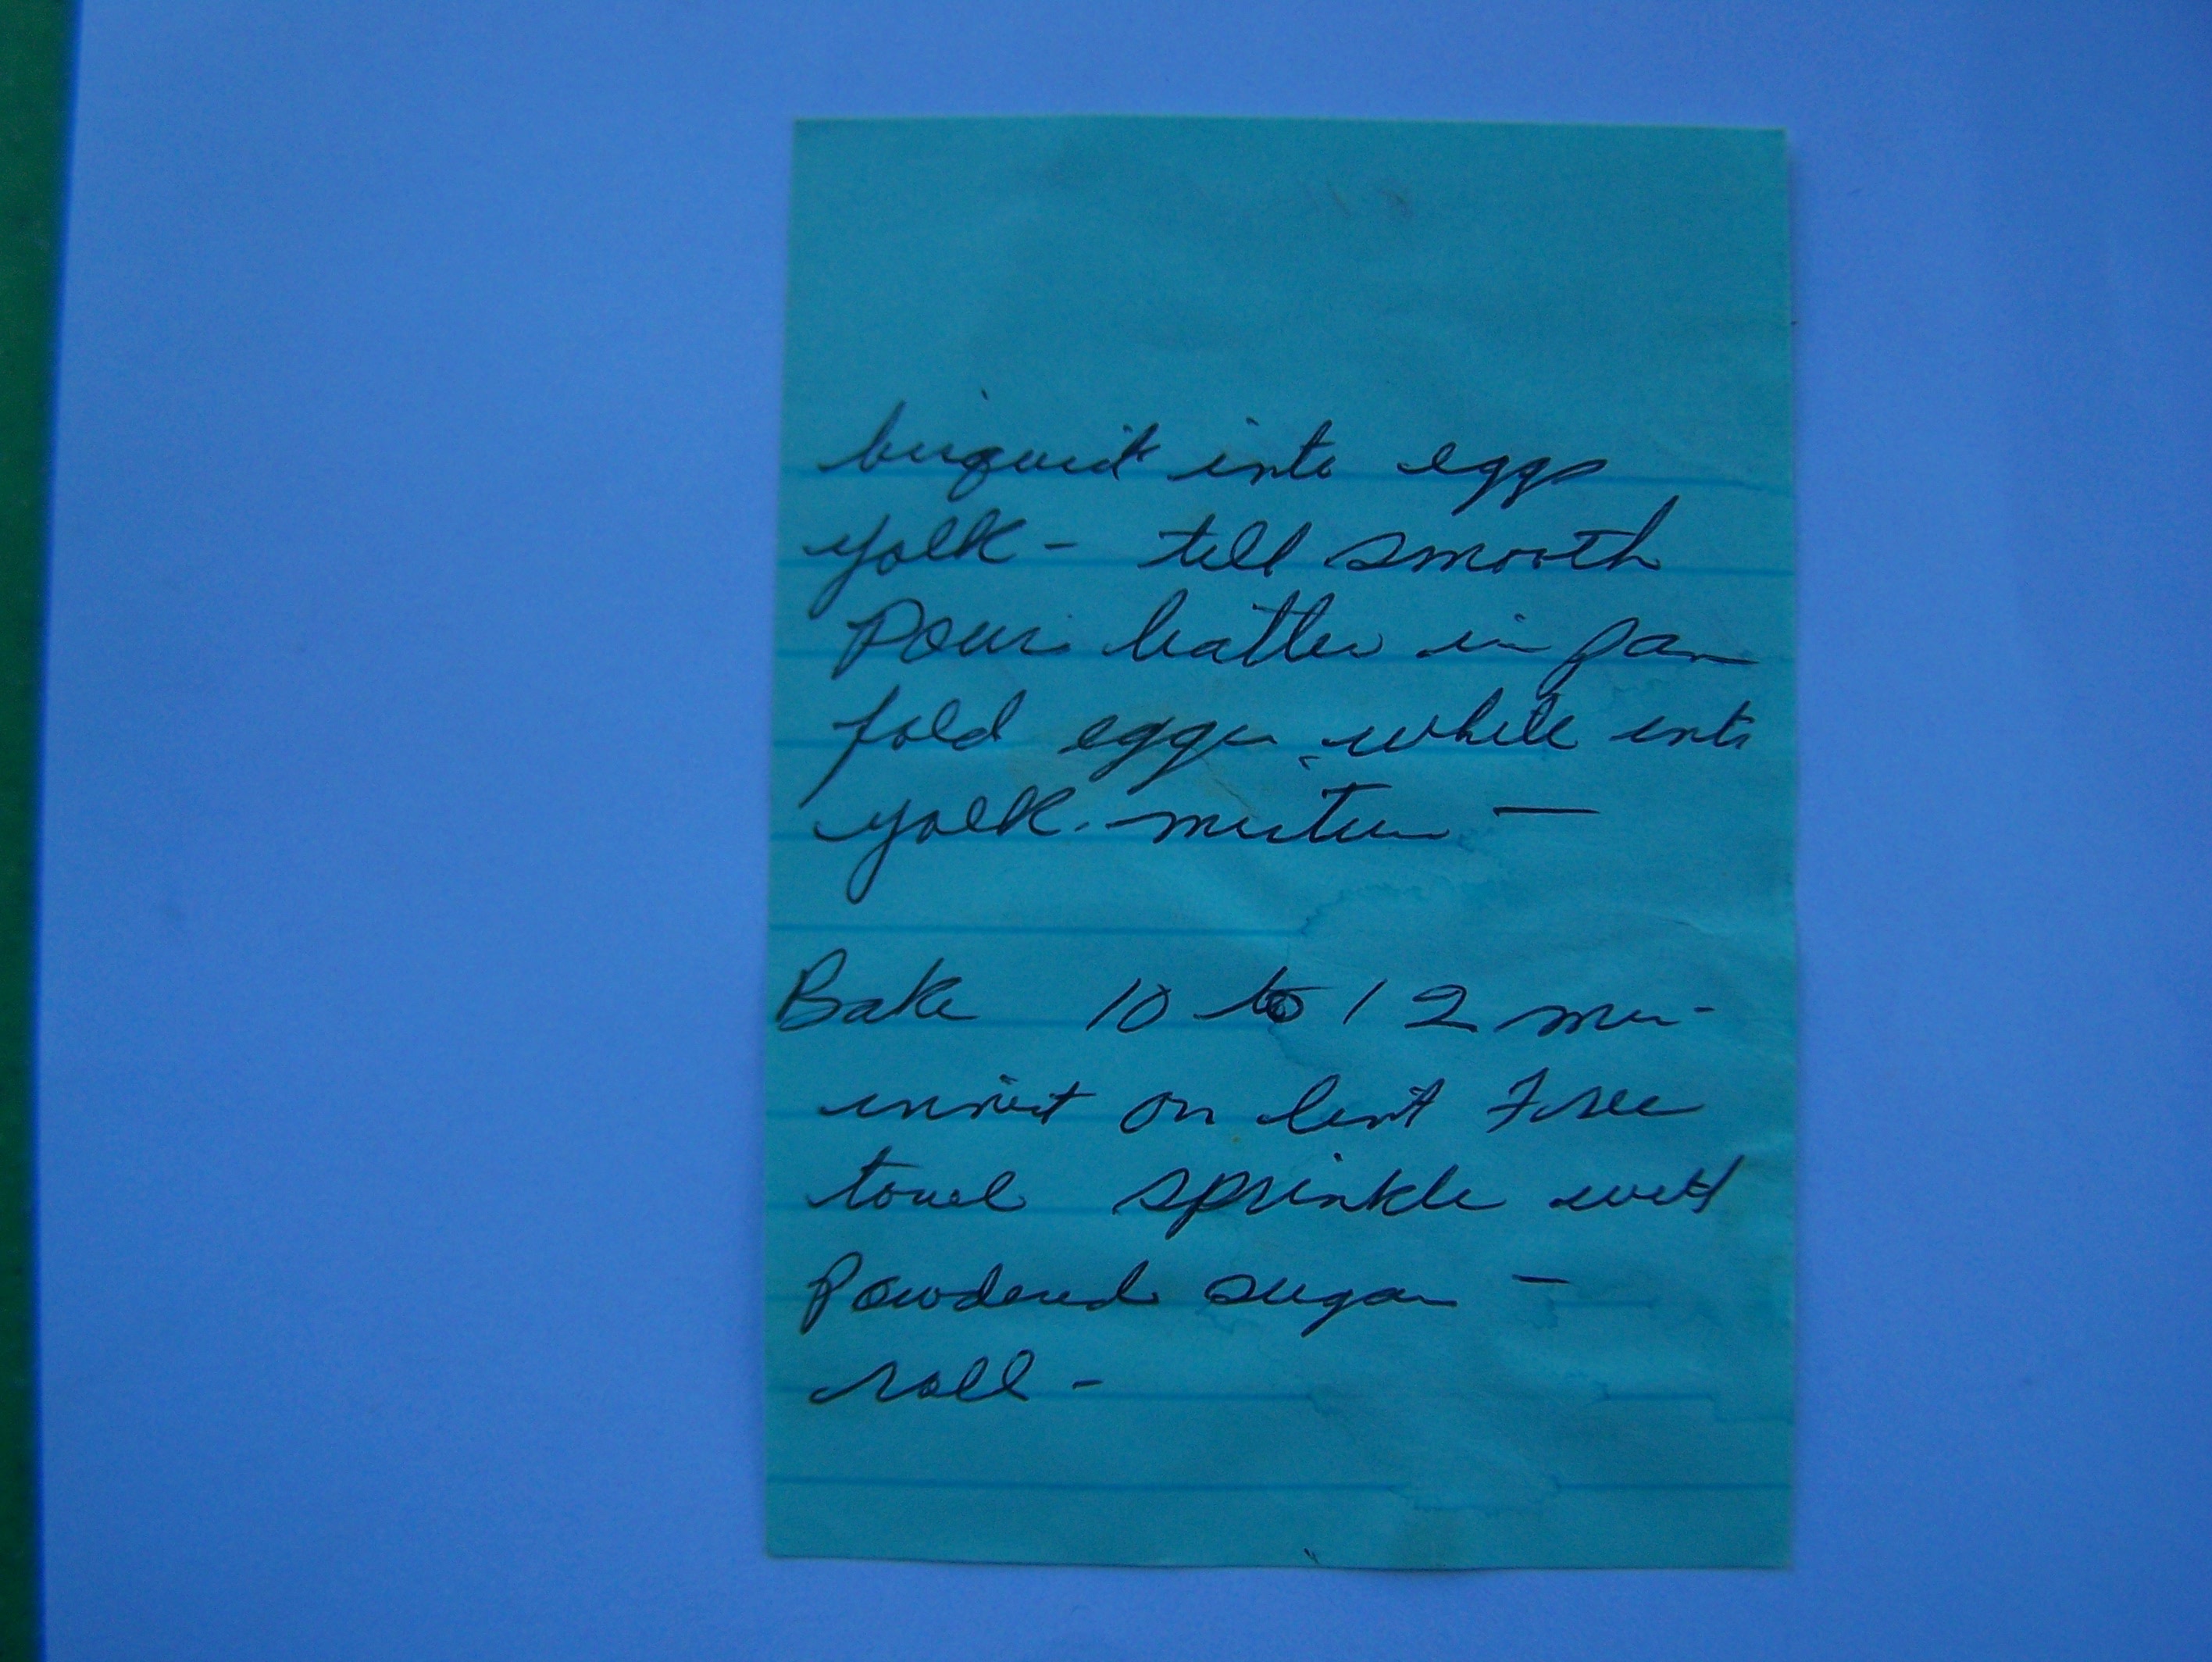 bisquit into eggs
yolk - till smooth
Pour batter in pan
fold eggs white into
yolk mixture —
Bake 10 to 12 min-
invert on lint free
towel sprinkle with
Powdered sugar —
roll -